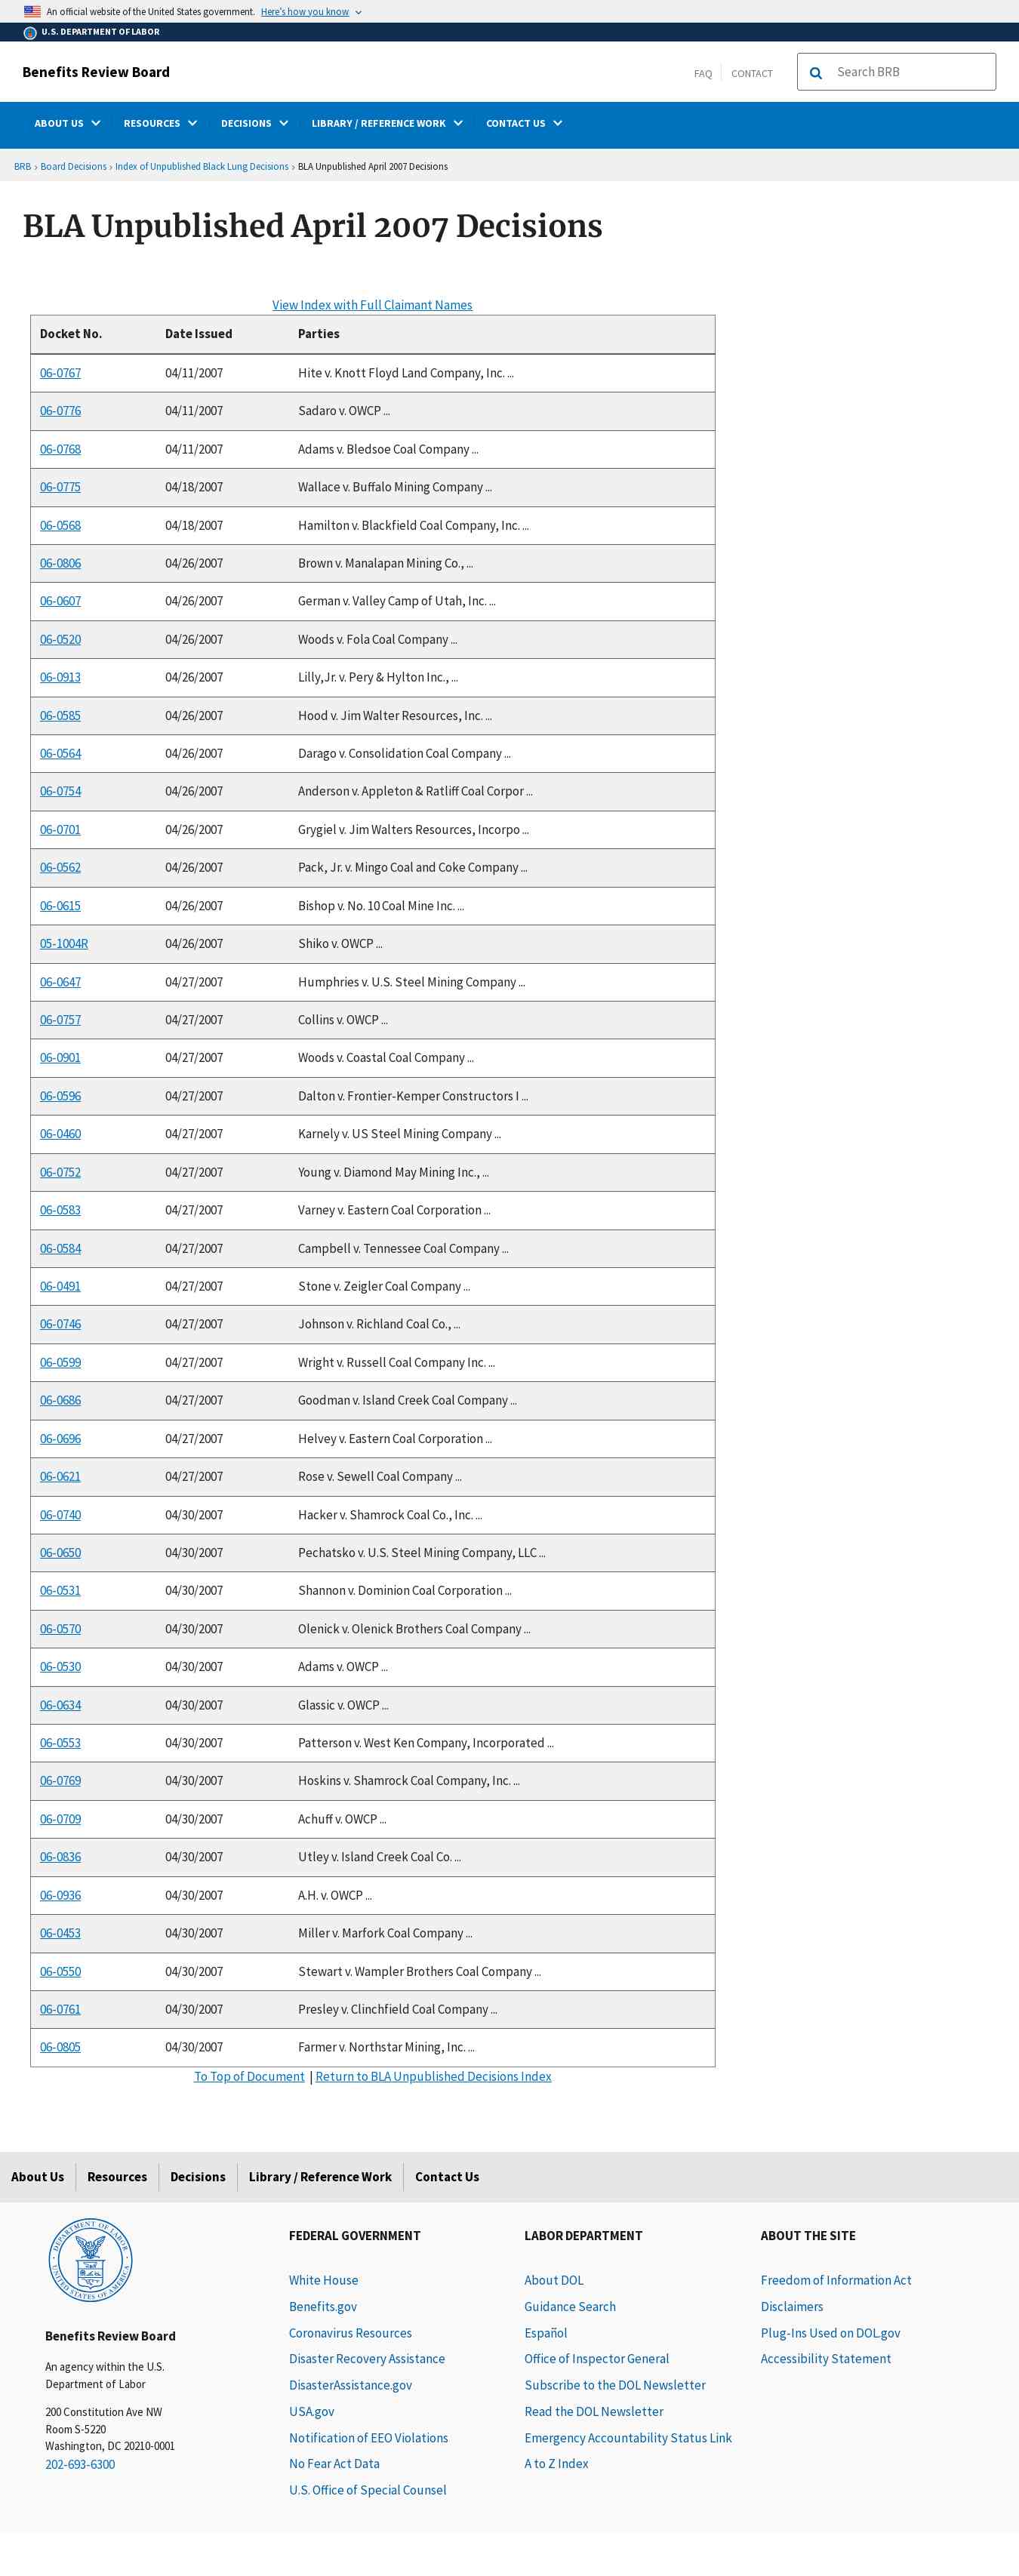 An official website of the United States government. Here's how you know
U.S. DEPARTMENT OF LABOR
Benefits Review Board
FAQ CONTACT Search BRB
ABOUT US RESOURCES DECISIONS LIBRARY / REFERENCE WORK CONTACT US
BRB › Board Decisions › Index of Unpublished Black Lung Decisions › BLA Unpublished April 2007 Decisions
BLA Unpublished April 2007 Decisions
View Index with Full Claimant Names
Docket No. Date Issued Parties
06-0767 04/11/2007 Hite v. Knott Floyd Land Company, Inc. ...
06-0776 04/11/2007 Sadaro v. OWCP ...
06-0768 04/11/2007 Adams v. Bledsoe Coal Company ...
06-0775 04/18/2007 Wallace v. Buffalo Mining Company ...
06-0568 04/18/2007 Hamilton v. Blackfield Coal Company, Inc. ...
06-0806 04/26/2007 Brown v. Manalapan Mining Co., ...
06-0607 04/26/2007 German v. Valley Camp of Utah, Inc. ...
06-0520 04/26/2007 Woods v. Fola Coal Company ...
06-0913 04/26/2007 Lilly,Jr. v. Pery & Hylton Inc., ...
06-0585 04/26/2007 Hood v. Jim Walter Resources, Inc. ...
06-0564 04/26/2007 Darago v. Consolidation Coal Company ...
06-0754 04/26/2007 Anderson v. Appleton & Ratliff Coal Corpor ...
06-0701 04/26/2007 Grygiel v. Jim Walters Resources, Incorpo ...
06-0562 04/26/2007 Pack, Jr. v. Mingo Coal and Coke Company ...
06-0615 04/26/2007 Bishop v. No. 10 Coal Mine Inc. ...
05-1004R 04/26/2007 Shiko v. OWCP ...
06-0647 04/27/2007 Humphries v. U.S. Steel Mining Company ...
06-0757 04/27/2007 Collins v. OWCP ...
06-0901 04/27/2007 Woods v. Coastal Coal Company ...
06-0596 04/27/2007 Dalton v. Frontier-Kemper Constructors I ...
06-0460 04/27/2007 Karnely v. US Steel Mining Company ...
06-0752 04/27/2007 Young v. Diamond May Mining Inc., ...
06-0583 04/27/2007 Varney v. Eastern Coal Corporation ...
06-0584 04/27/2007 Campbell v. Tennessee Coal Company ...
06-0491 04/27/2007 Stone v. Zeigler Coal Company ...
06-0746 04/27/2007 Johnson v. Richland Coal Co., ...
06-0599 04/27/2007 Wright v. Russell Coal Company Inc. ...
06-0686 04/27/2007 Goodman v. Island Creek Coal Company ...
06-0696 04/27/2007 Helvey v. Eastern Coal Corporation ...
06-0621 04/27/2007 Rose v. Sewell Coal Company ...
06-0740 04/30/2007 Hacker v. Shamrock Coal Co., Inc. ...
06-0650 04/30/2007 Pechatsko v. U.S. Steel Mining Company, LLC ...
06-0531 04/30/2007 Shannon v. Dominion Coal Corporation ...
06-0570 04/30/2007 Olenick v. Olenick Brothers Coal Company ...
06-0530 04/30/2007 Adams v. OWCP ...
06-0634 04/30/2007 Glassic v. OWCP ...
06-0553 04/30/2007 Patterson v. West Ken Company, Incorporated ...
06-0769 04/30/2007 Hoskins v. Shamrock Coal Company, Inc. ...
06-0709 04/30/2007 Achuff v. OWCP ...
06-0836 04/30/2007 Utley v. Island Creek Coal Co. ...
06-0936 04/30/2007 A.H. v. OWCP ...
06-0453 04/30/2007 Miller v. Marfork Coal Company ...
06-0550 04/30/2007 Stewart v. Wampler Brothers Coal Company ...
06-0761 04/30/2007 Presley v. Clinchfield Coal Company ...
06-0805 04/30/2007 Farmer v. Northstar Mining, Inc. ...
To Top of Document | Return to BLA Unpublished Decisions Index
About Us Resources Decisions Library / Reference Work Contact Us
DEPARTMENT OF LABOR
UNITED STATES OF AMERICA
Benefits Review Board
An agency within the U.S.
Department of Labor
200 Constitution Ave NW
Room S-5220
Washington, DC 20210-0001
202-693-6300
FEDERAL GOVERNMENT
White House
Benefits.gov
Coronavirus Resources
Disaster Recovery Assistance
DisasterAssistance.gov
USA.gov
Notification of EEO Violations
No Fear Act Data
U.S. Office of Special Counsel
LABOR DEPARTMENT
About DOL
Guidance Search
Español
Office of Inspector General
Subscribe to the DOL Newsletter
Read the DOL Newsletter
Emergency Accountability Status Link
A to Z Index
ABOUT THE SITE
Freedom of Information Act
Disclaimers
Plug-Ins Used on DOL.gov
Accessibility Statement